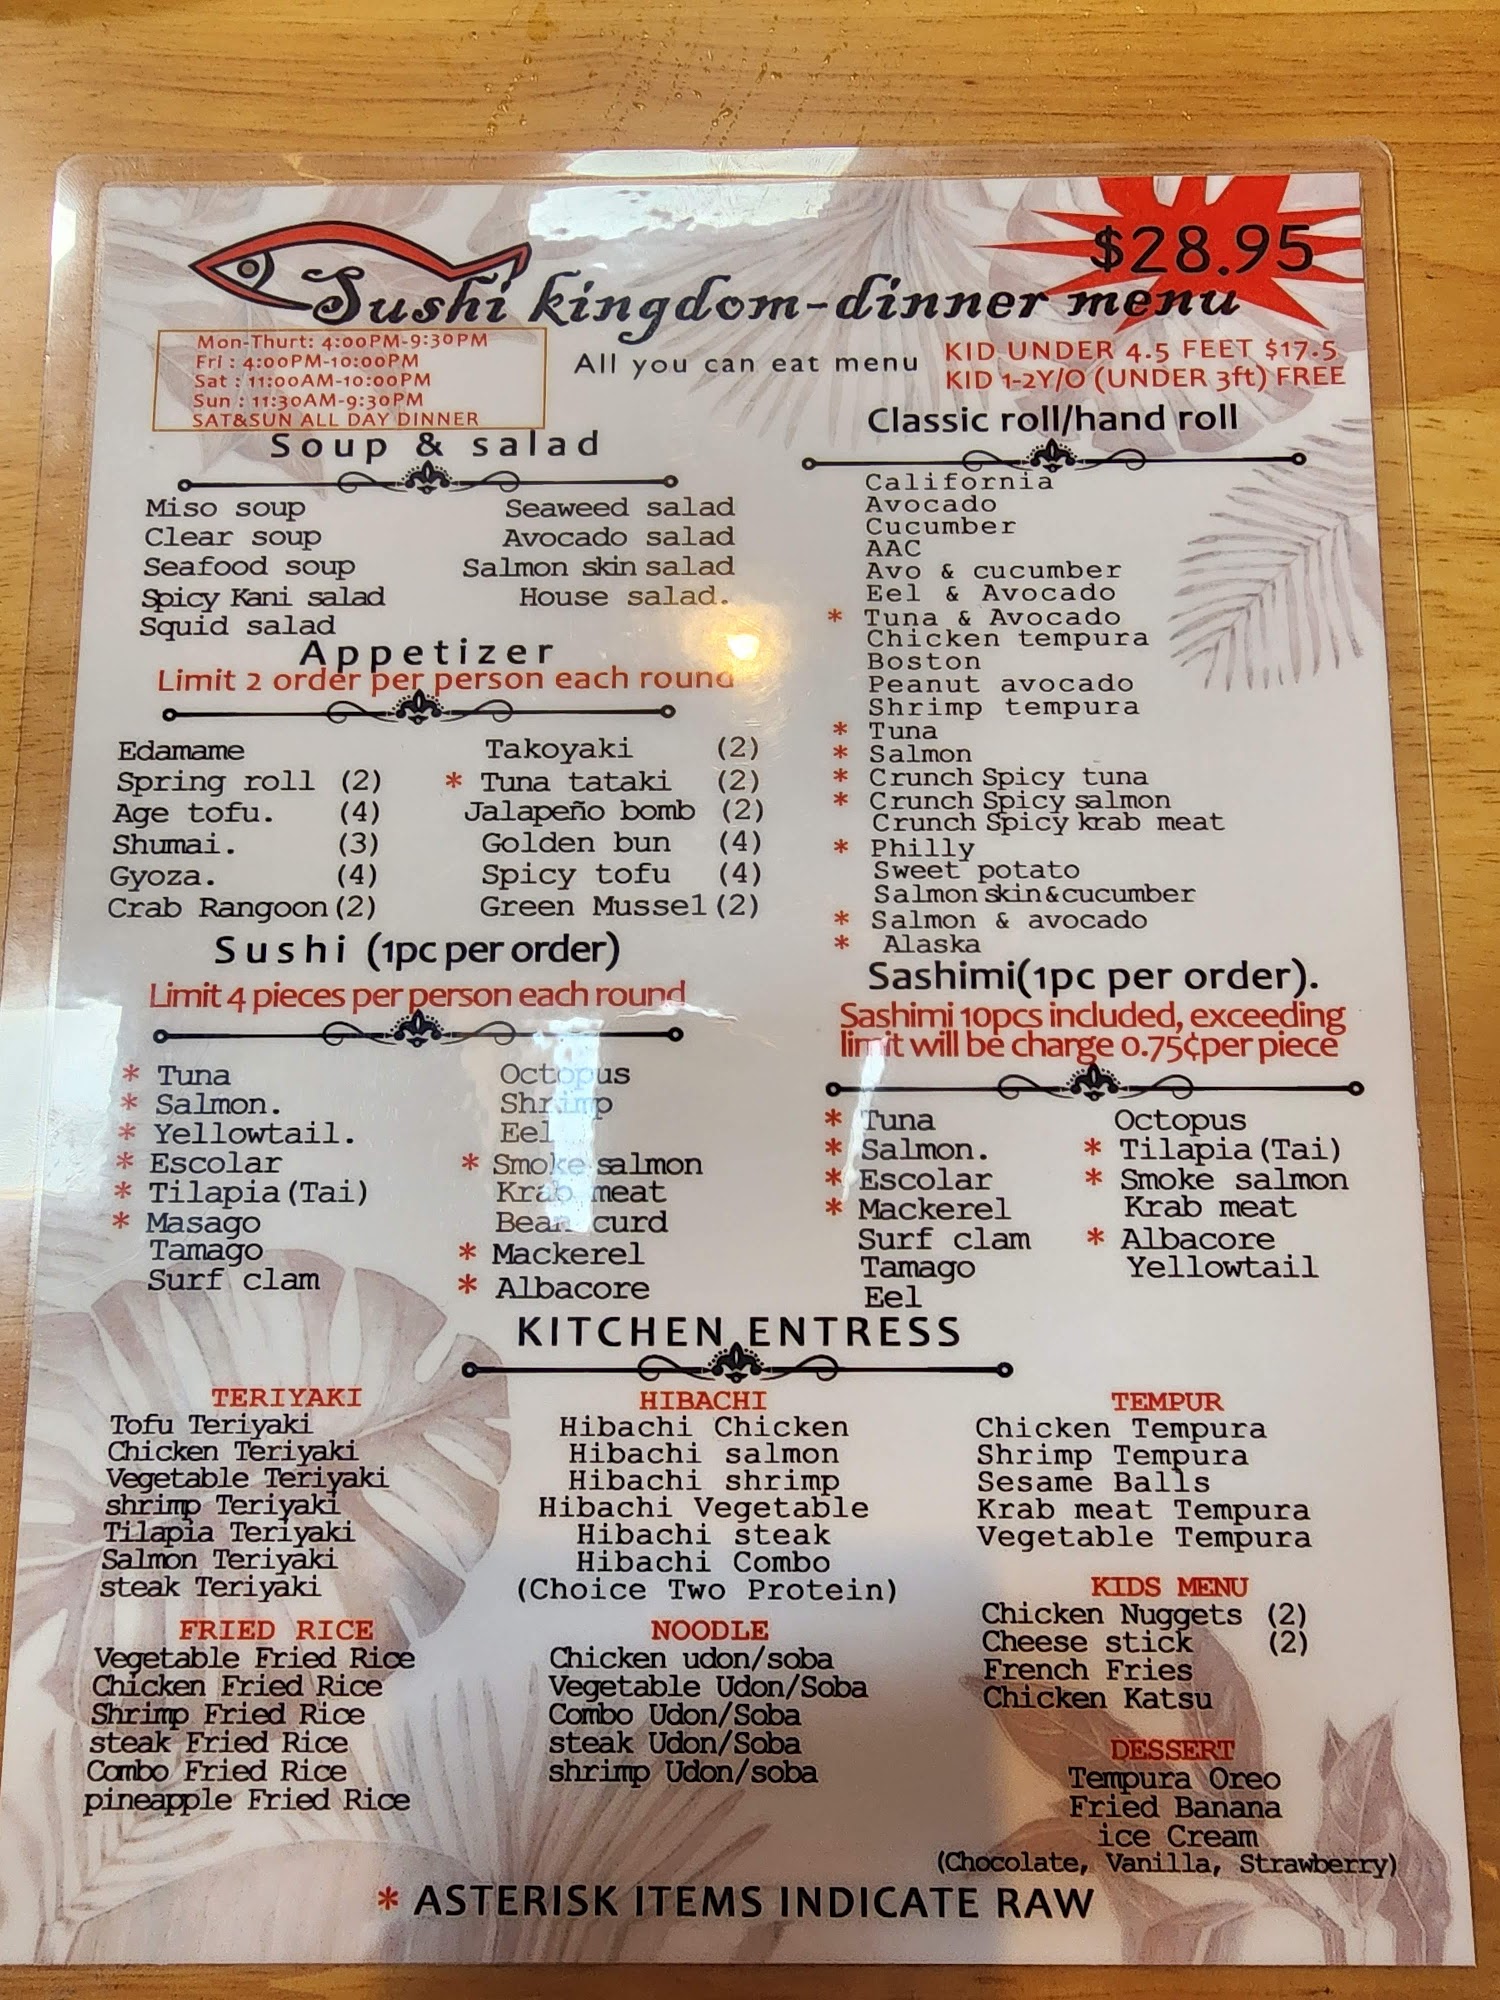 $28.95
Sushi kingdom-dinner menu
Mon-Thurt: 4:00PM-9:30PM
Fri : 4:00PM-10:00PM
Sat : 11:00AM-10:00PM
Sun : 11:30AM-9:30PM
SAT&SUN ALL DAY DINNER
All you can eat menu
KID UNDER 4.5 FEET $17.5
KID 1-2Y/O (UNDER 3ft) FREE
Soup & salad
Miso soup
Clear soup
Seafood soup
Spicy Kani salad
Squid salad
Seaweed salad
Avocado salad
Salmon skin salad
House salad.
Appetizer
Limit 2 order per person each round
Edamame
Spring roll (2)
Age tofu. (4)
Shumai. (3)
Gyoza. (4)
Crab Rangoon (2)
Takoyaki (2)
* Tuna tataki (2)
Jalapeño bomb (2)
Golden bun (4)
Spicy tofu (4)
Green Mussel (2)
Sushi (1pc per order)
Limit 4 pieces per person each round
* Tuna
* Salmon.
* Yellowtail.
* Escolar
* Tilapia (Tai)
* Masago
Tamago
Surf clam
Octopus
Shrimp
Eel
* Smoke salmon
Krab meat
Bean curd
* Mackerel
* Albacore
Classic roll/hand roll
California
Avocado
Cucumber
AAC
Avo & cucumber
Eel & Avocado
* Tuna & Avocado
Chicken tempura
Boston
Peanut avocado
Shrimp tempura
* Tuna
* Salmon
* Crunch Spicy tuna
* Crunch Spicy salmon
Crunch Spicy krab meat
* Philly
Sweet potato
Salmon skin&cucumber
* Salmon & avocado
* Alaska
Sashimi(1pc per order).
Sashimi 10pcs included, exceeding
limit will be charge 0.75¢per piece
* Tuna
* Salmon.
* Escolar
* Mackerel
Surf clam
Tamago
Eel
Octopus
* Tilapia (Tai)
* Smoke salmon
Krab meat
* Albacore
Yellowtail
KITCHEN ENTRESS
TERIYAKI
Tofu Teriyaki
Chicken Teriyaki
Vegetable Teriyaki
shrimp Teriyaki
Tilapia Teriyaki
Salmon Teriyaki
steak Teriyaki
FRIED RICE
Vegetable Fried Rice
Chicken Fried Rice
Shrimp Fried Rice
steak Fried Rice
Combo Fried Rice
pineapple Fried Rice
HIBACHI
Hibachi Chicken
Hibachi salmon
Hibachi shrimp
Hibachi Vegetable
Hibachi steak
Hibachi Combo
(Choice Two Protein)
NOODLE
Chicken udon/soba
Vegetable Udon/Soba
Combo Udon/Soba
steak Udon/Soba
shrimp Udon/soba
TEMPUR
Chicken Tempura
Shrimp Tempura
Sesame Balls
Krab meat Tempura
Vegetable Tempura
KIDS MENU
Chicken Nuggets (2)
Cheese stick (2)
French Fries
Chicken Katsu
DESSERT
Tempura Oreo
Fried Banana
ice Cream
(Chocolate, Vanilla, Strawberry)
* ASTERISK ITEMS INDICATE RAW